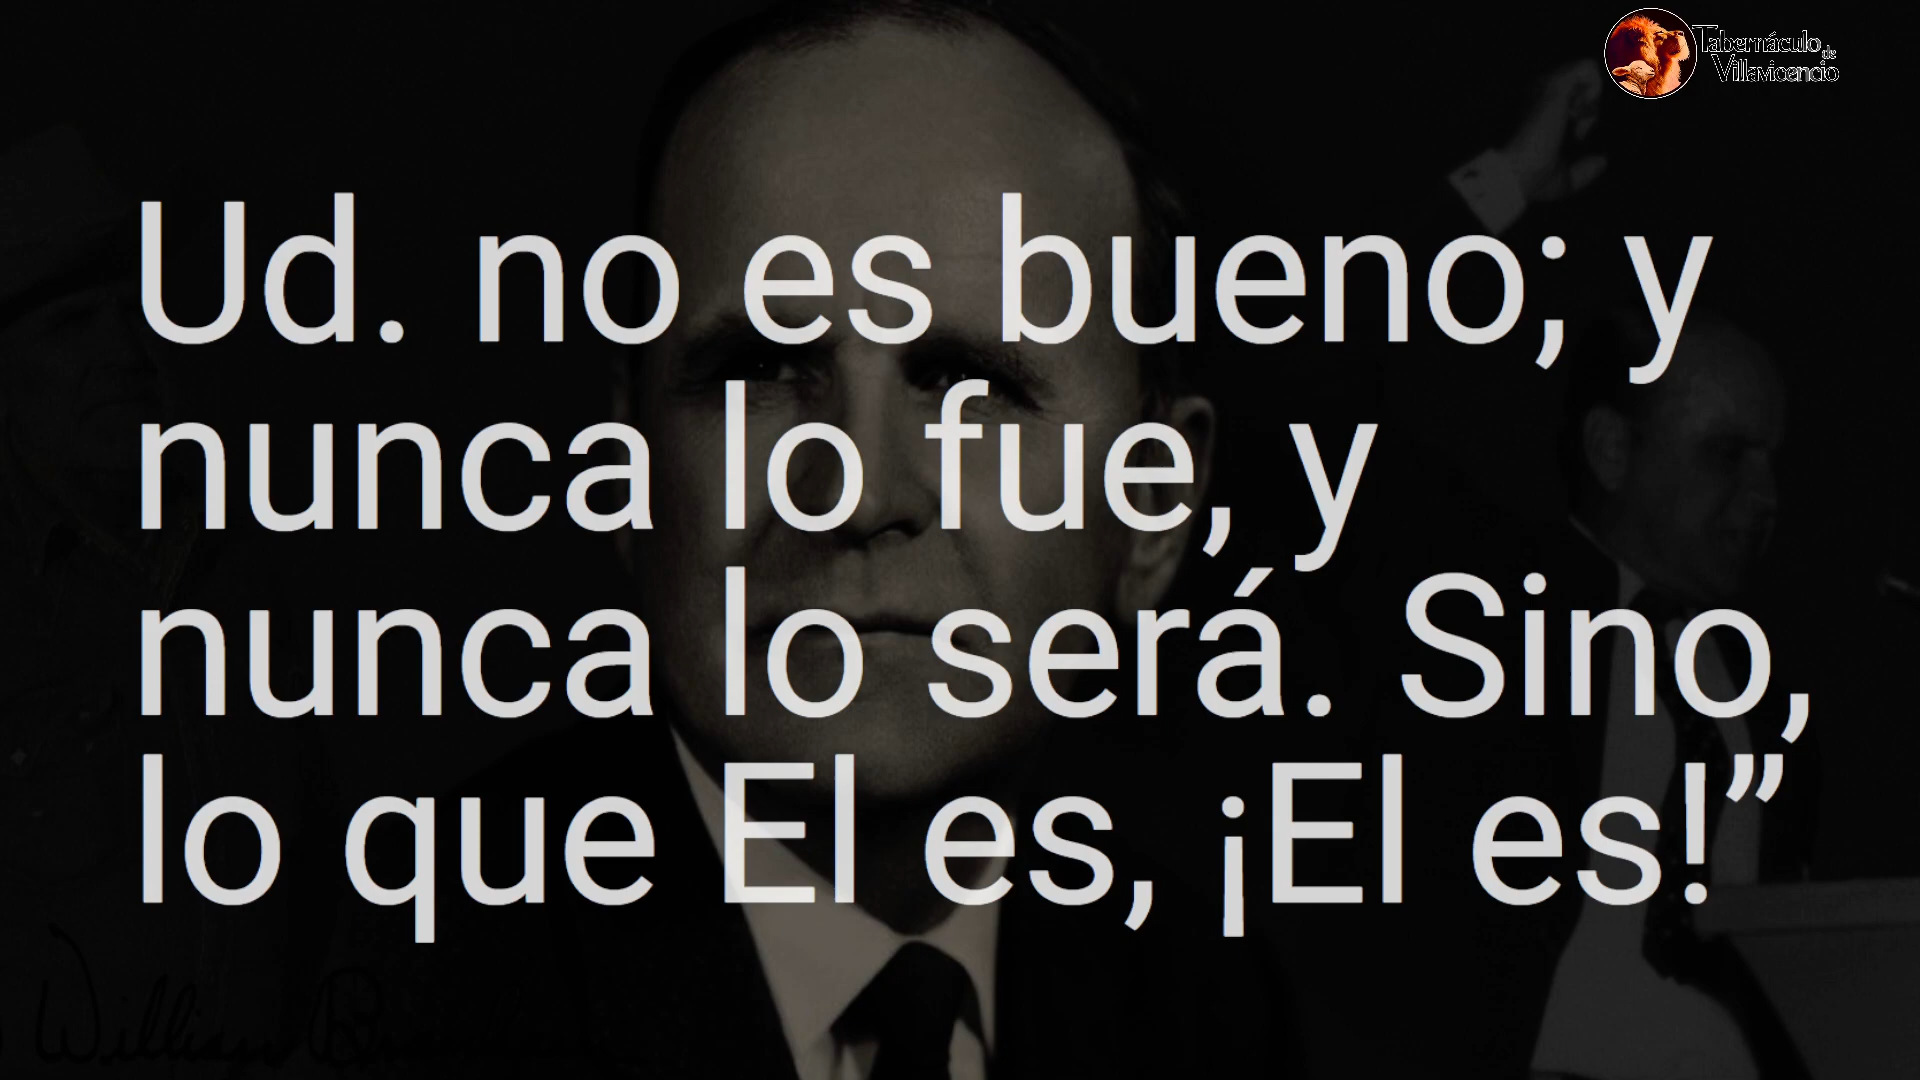 Tabernáculo de
Villavicencio
Ud. no es bueno; y
nunca lo fue, y
nunca lo será. Sino,
lo que El es, ¡El es!”
William